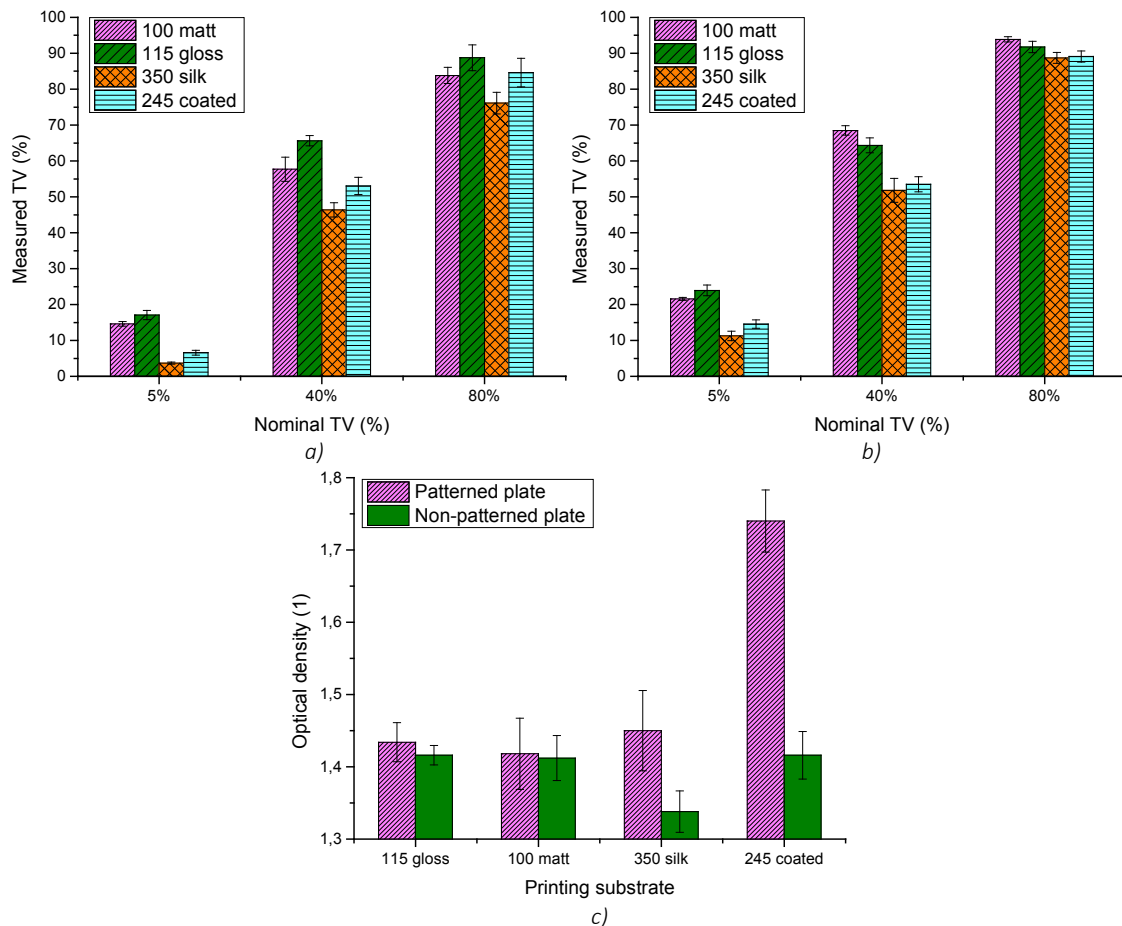 100 matt
115 gloss
350 silk
245 coated
Measured TV (%)
100
90
80
70
60
50
40
30
20
10
0
5%
40%
80%
Nominal TV (%)
a)
100 matt
115 gloss
350 silk
245 coated
Measured TV (%)
100
90
80
70
60
50
40
30
20
10
0
5%
40%
80%
Nominal TV (%)
b)
Patterned plate
Non-patterned plate
Optical density (1)
1,8
1,7
1,6
1,5
1,4
1,3
115 gloss
100 matt
350 silk
245 coated
Printing substrate
c)